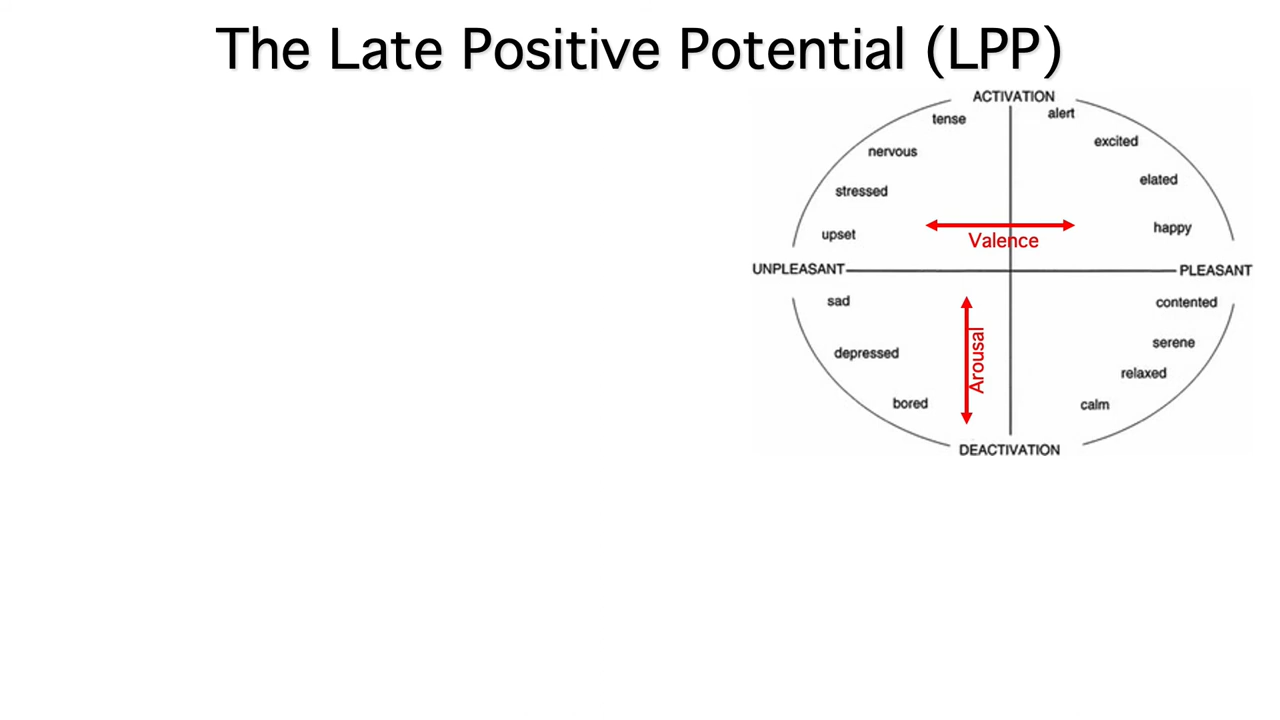 The Late Positive Potential (LPP)
ACTIVATION
tense
alert
excited
nervous
elated
stressed
happy
upset
Valence
UNPLEASANT
PLEASANT
sad
contented
serene
depressed
Arousal
relaxed
bored
calm
DEACTIVATION